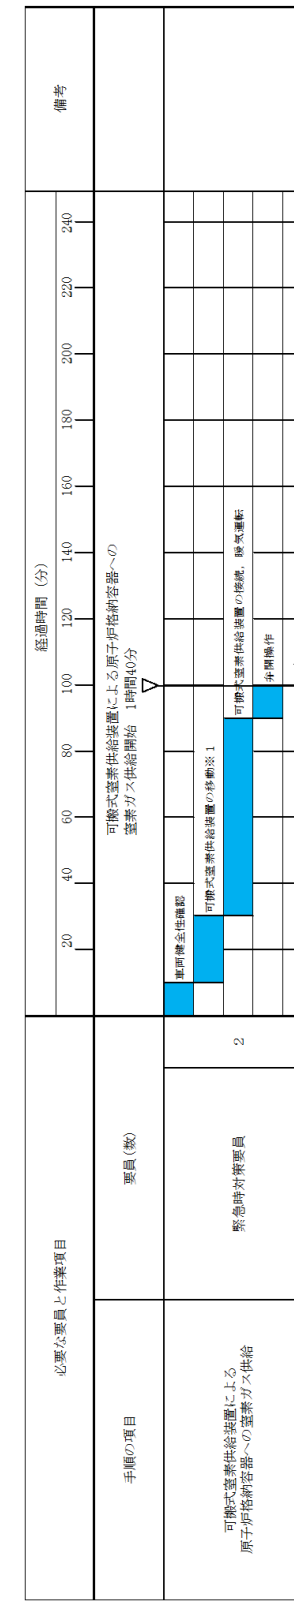 必要な要員と作業項目
経過時間（分）
備考
20 40 60 80 100 120 140 160 180 200 220 240
手順の項目
要員(数)
可搬式窒素供給装置による原子炉格納容器への
窒素ガス供給開始　1時間40分
可搬式窒素供給装置による
原子炉格納容器への窒素ガス供給
緊急時対策要員
2
車両健全性確認
可搬式窒素供給装置の移動※1
可搬式窒素供給装置の接続，暖気運転
弁開操作